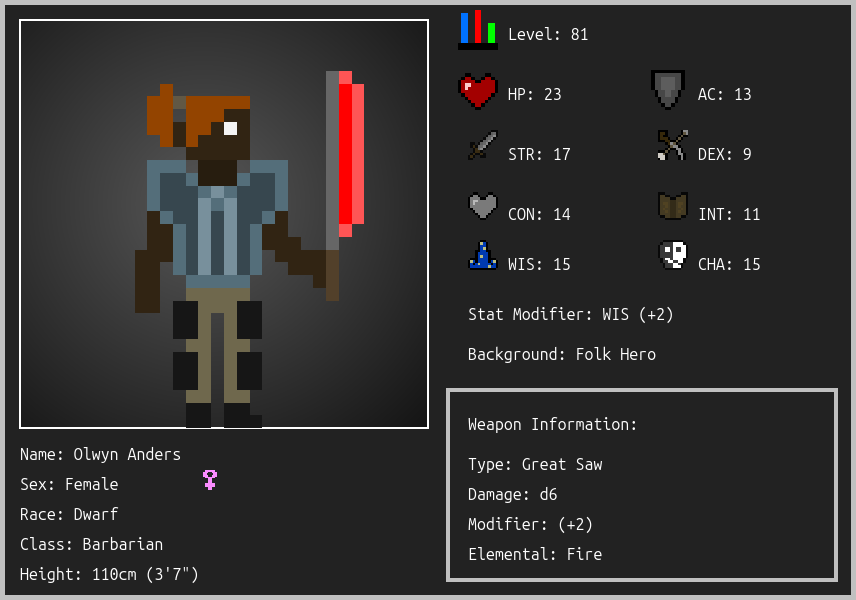 Level: 81
HP: 23
AC: 13
STR: 17
DEX: 9
CON: 14
INT: 11
WIS: 15
CHA: 15
Stat Modifier: WIS (+2)
Background: Folk Hero
Weapon Information:
Type: Great Saw
Damage: d6
Modifier: (+2)
Elemental: Fire
Name: Olwyn Anders
Sex: Female
Race: Dwarf
Class: Barbarian
Height: 110cm (3'7")